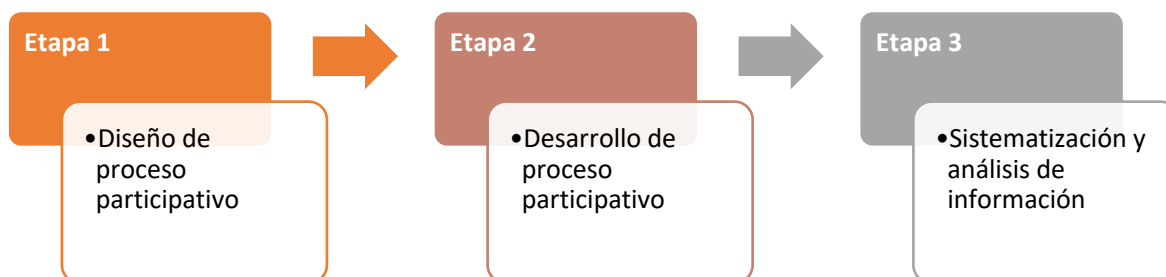 Etapa 1
•Diseño de
proceso
participativo
Etapa 2
•Desarrollo de
proceso
participativo
Etapa 3
•Sistematización y
análisis de
información